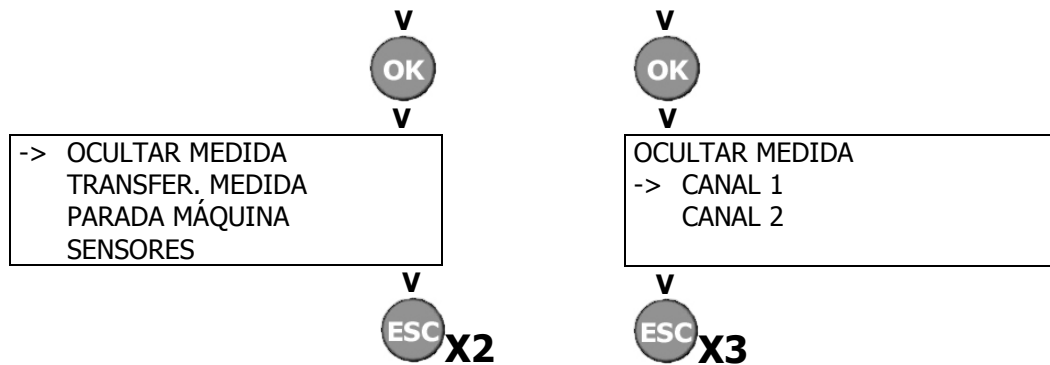 v
OK
v
-> OCULTAR MEDIDA
TRANSFER. MEDIDA
PARADA MÁQUINA
SENSORES
v
ESC X2
v
OK
v
OCULTAR MEDIDA
-> CANAL 1
CANAL 2
v
ESC X3